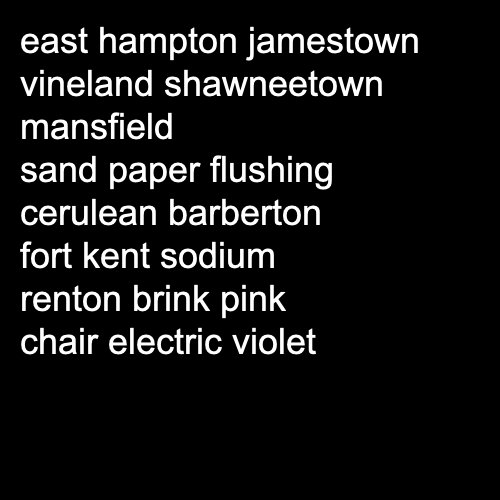 east hampton jamestown
vineland shawneetown
mansfield
sand paper flushing
cerulean barberton
fort kent sodium
renton brink pink
chair electric violet